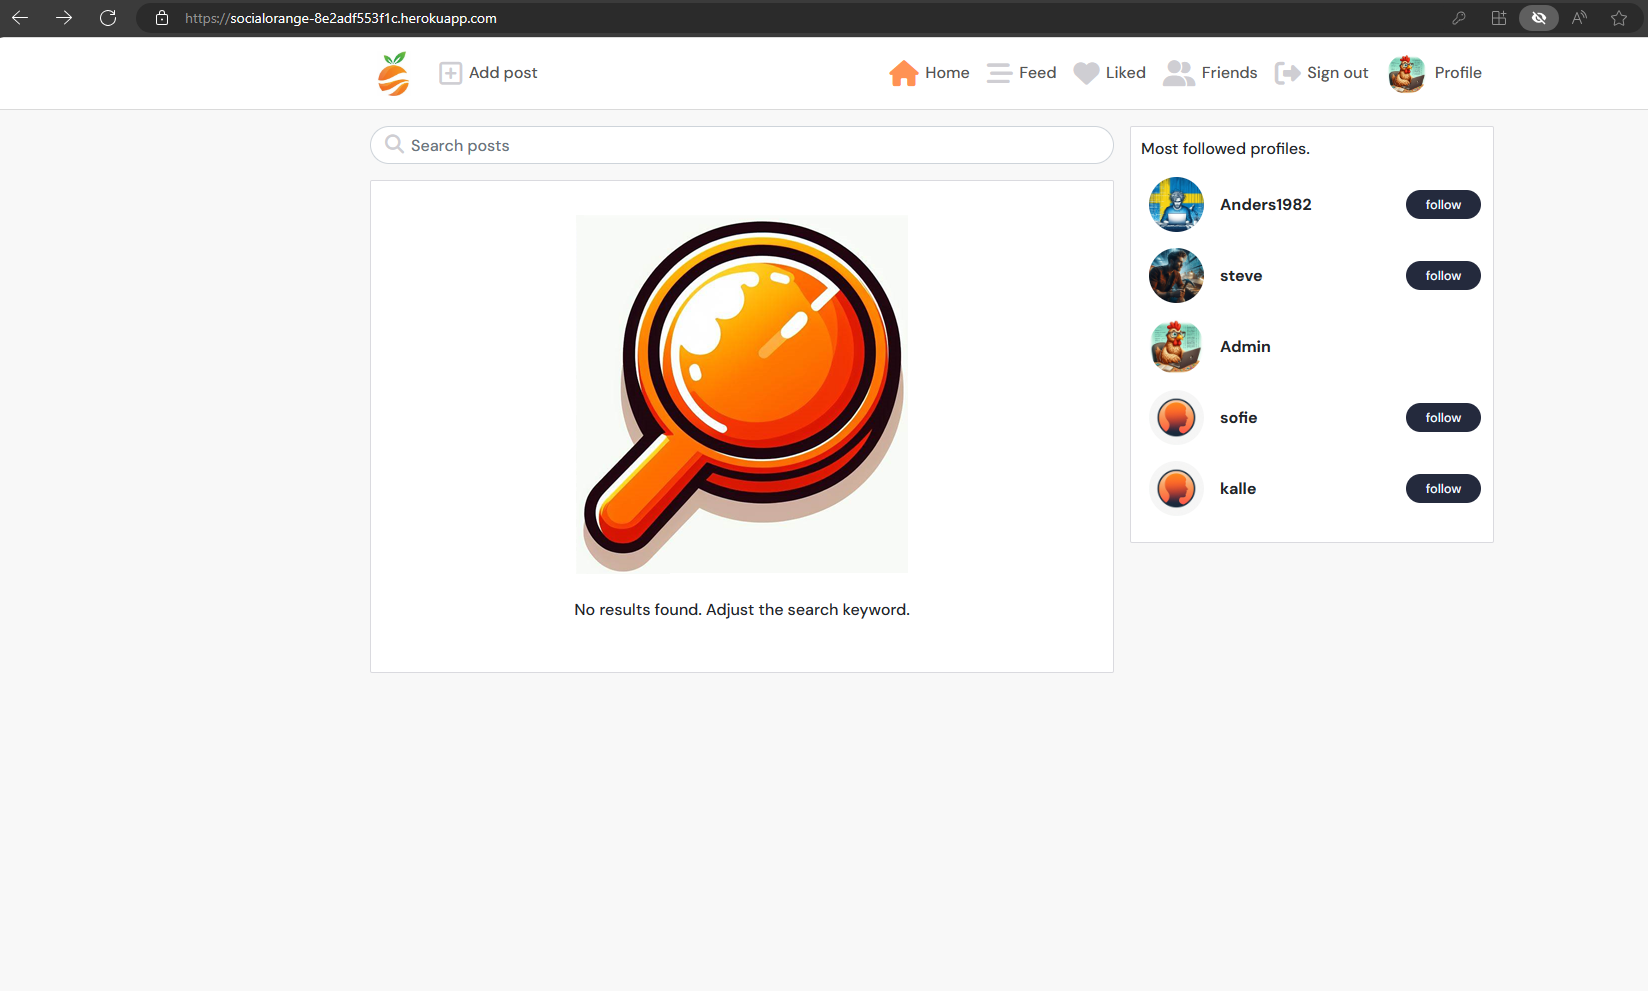 https://socialorange-8e2adf553f1c.herokuapp.com
Add post
Home
Feed
Liked
Friends
Sign out
Profile
Search posts
No results found. Adjust the search keyword.
Most followed profiles.
Anders1982 follow
steve follow
Admin
sofie follow
kalle follow